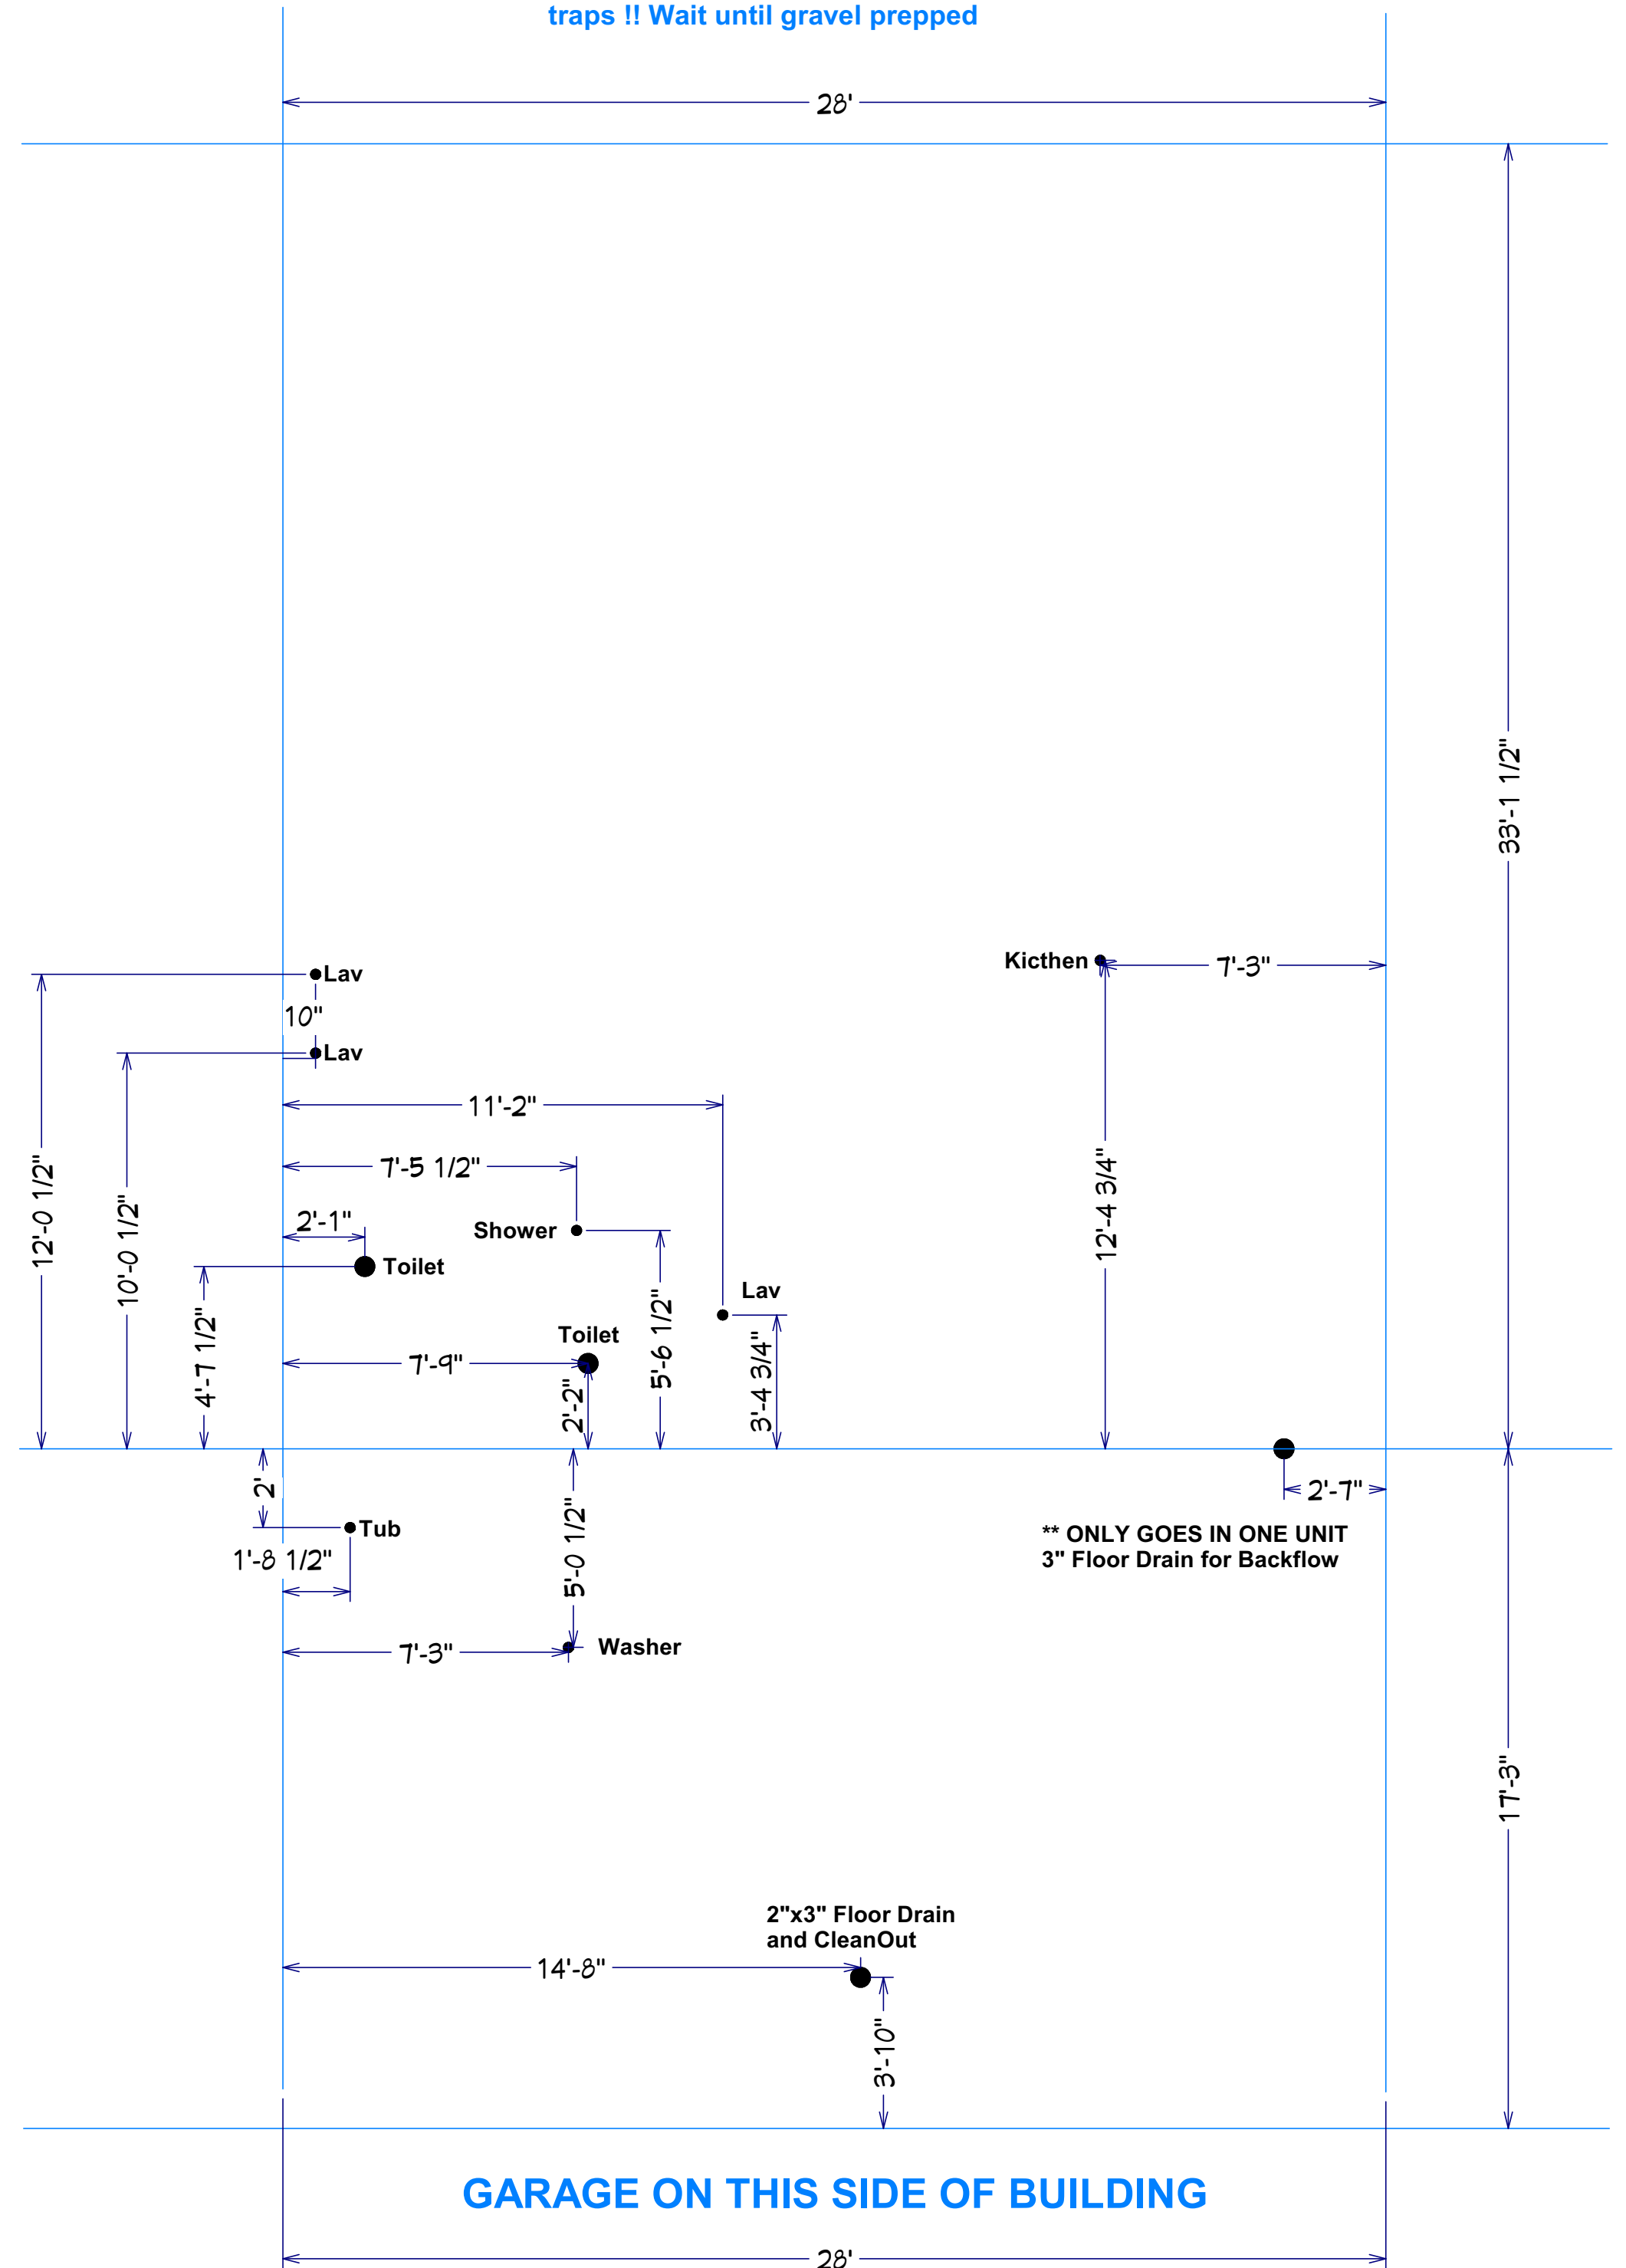 traps !! Wait until gravel prepped
28'
33'-1 1/2"
Kicthen
7'-3"
Lav
10"
Lav
11'-2"
7'-5 1/2"
12'-0 1/2"
10'-0 1/2"
2'-1"
Shower
12'-4 3/4"
Toilet
Lav
4'-7 1/2"
Toilet
7'-9"
2'-2"
5'-6 1/2"
3'-4 3/4"
2'
2'-7"
Tub
1'-8 1/2"
5'-0 1/2"
** ONLY GOES IN ONE UNIT
3" Floor Drain for Backflow
7'-3"
Washer
17'-3"
2"x3" Floor Drain
and CleanOut
14'-8"
3'-10"
GARAGE ON THIS SIDE OF BUILDING
28'